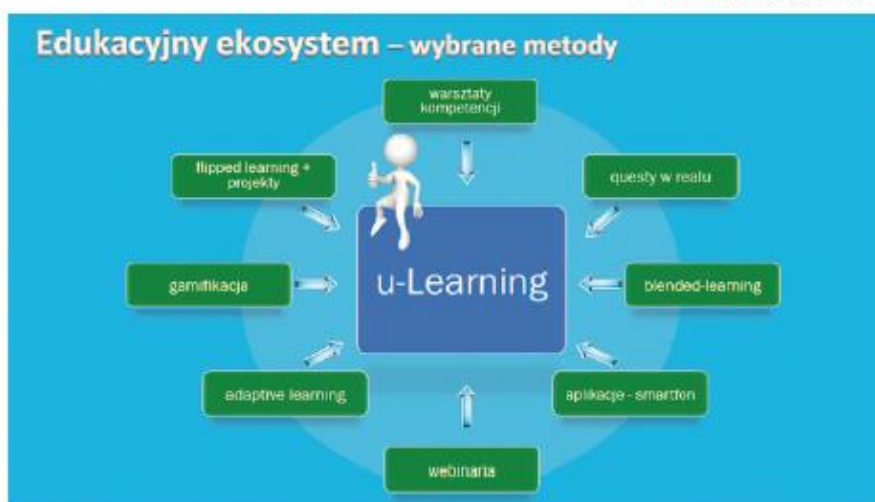 Edukacyjny ekosystem – wybrane metody
warsztaty
kompetencji
flipped learning +
projekty
questy w realu
gamifikacja
u-Learning
blended-learning
adaptive learning
aplikacje - smartfon
webinaria